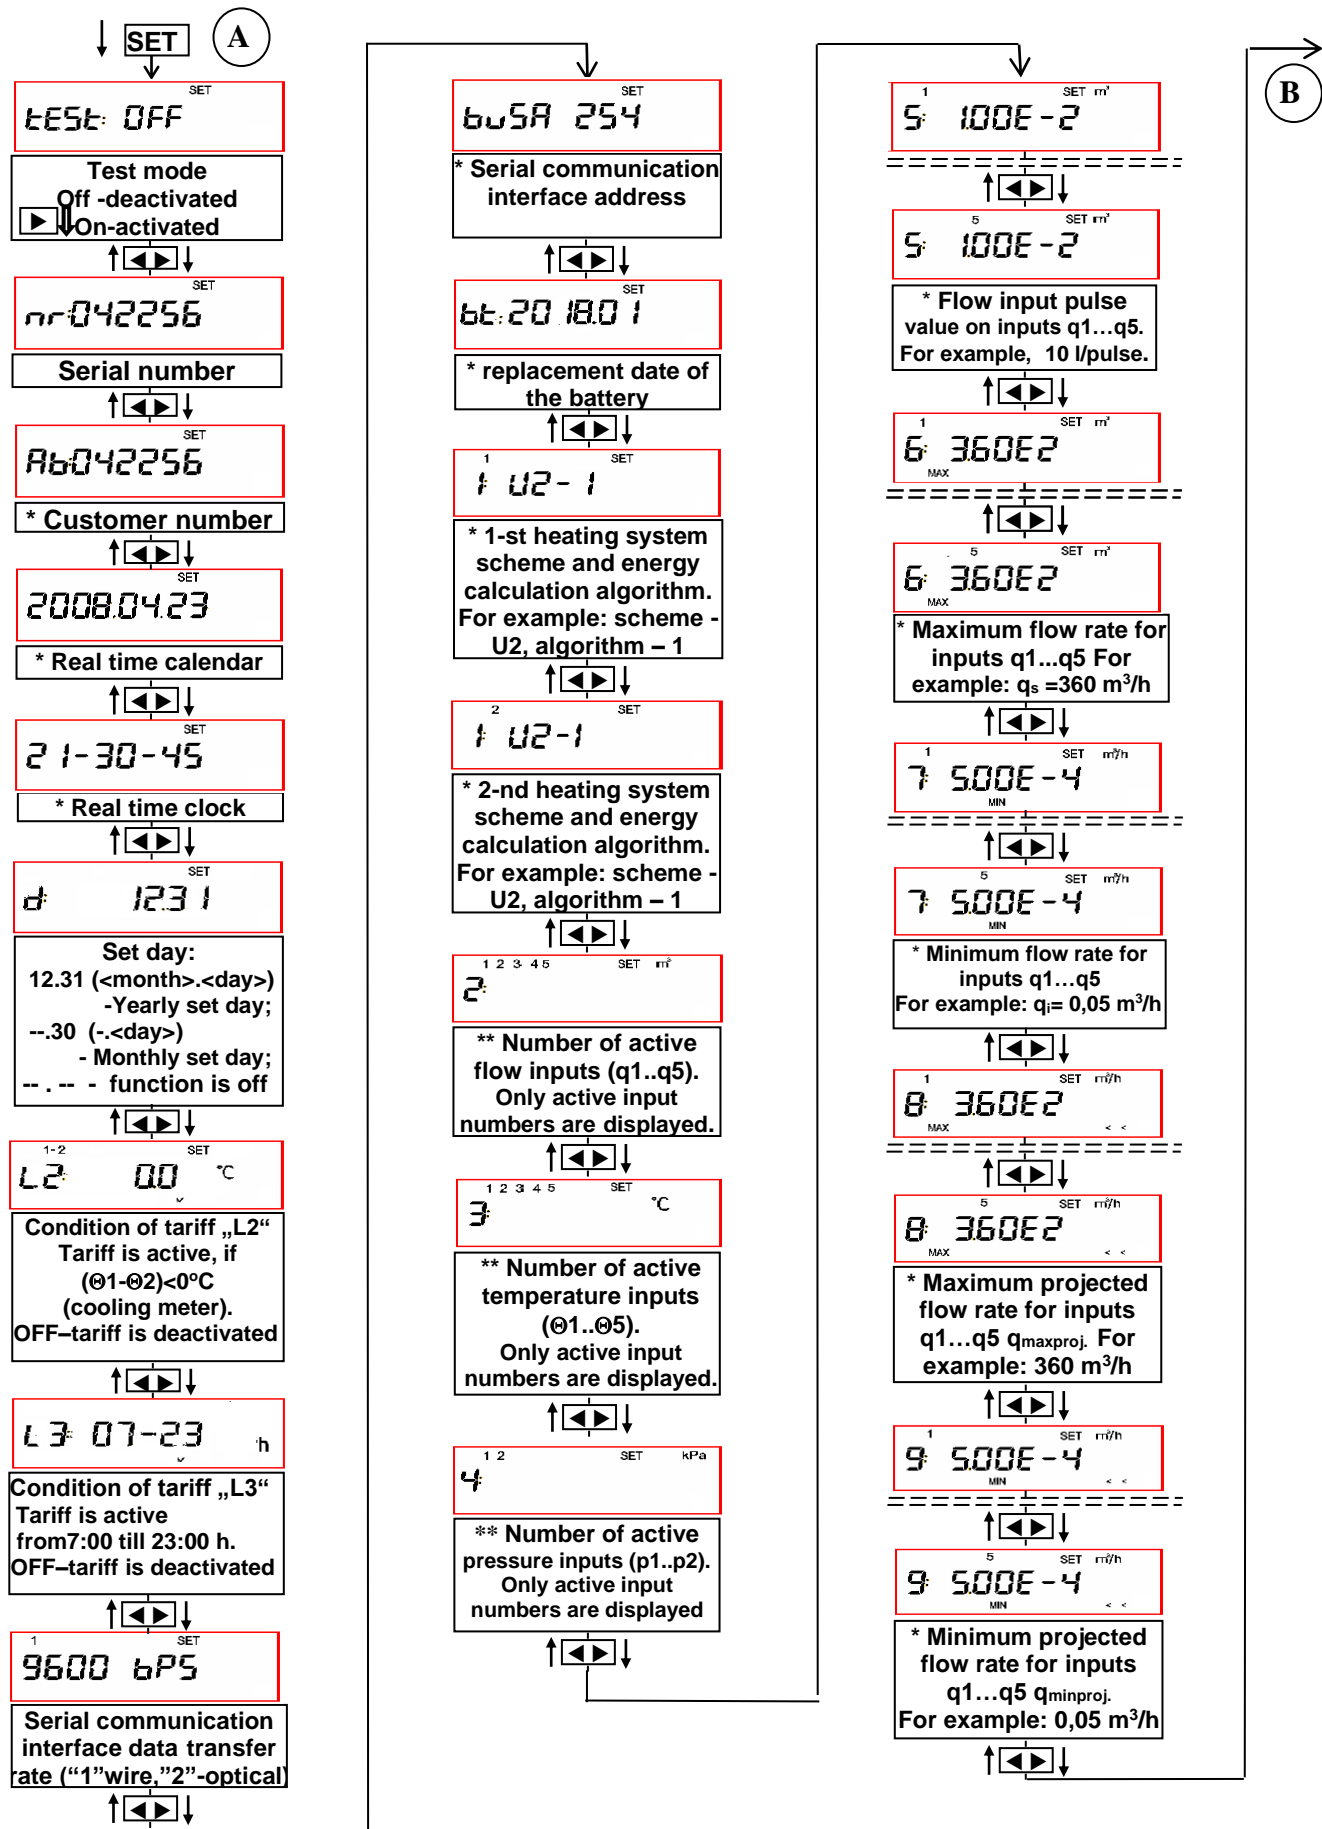 SET
A
SET
tESt: OFF
Test mode
Off -deactivated
On-activated
SET
nr:042256
Serial number
SET
Ab:042256
* Customer number
SET
2008.04.23
* Real time calendar
SET
21-30-45
* Real time clock
SET
d: 12.31
Set day:
12.31 (<month>.<day>)
-Yearly set day;
--.30 (-.<day>)
- Monthly set day;
-- . -- - function is off
1-2 SET
L2: 0.0 °C
Condition of tariff „L2“
Tariff is active, if
(Θ1-Θ2)<0ºC
(cooling meter).
OFF–tariff is deactivated
L3: 07-23 h
Condition of tariff „L3“
Tariff is active
from7:00 till 23:00 h.
OFF–tariff is deactivated
1 SET
9600 bPS
Serial communication
interface data transfer
rate (“1”wire,”2”-optical)
SET
buSA 254
* Serial communication
interface address
SET
bt:2018.01
* replacement date of
the battery
1 SET
1: U2-1
* 1-st heating system
scheme and energy
calculation algorithm.
For example: scheme -
U2, algorithm – 1
2 SET
1: U2-1
* 2-nd heating system
scheme and energy
calculation algorithm.
For example: scheme -
U2, algorithm – 1
1 2 3 4 5 SET m³
2:
** Number of active
flow inputs (q1..q5).
Only active input
numbers are displayed.
1 2 3 4 5 SET
3: °C
** Number of active
temperature inputs
(Θ1..Θ5).
Only active input
numbers are displayed.
1 2 SET kPa
4:
** Number of active
pressure inputs (p1..p2).
Only active input
numbers are displayed
1 SET m³
5: 1.00E-2
5 SET m³
5: 1.00E-2
* Flow input pulse
value on inputs q1…q5.
For example, 10 l/pulse.
1 SET m³
6: 3.60E2
MAX
5 SET m³
6: 3.60E2
MAX
* Maximum flow rate for
inputs q1...q5 For
example: qs =360 m³/h
1 SET m³/h
7: 5.00E-4
MIN
5 SET m³/h
7: 5.00E-4
MIN
* Minimum flow rate for
inputs q1…q5
For example: qi= 0,05 m³/h
1 SET m³/h
8: 3.60E2
MAX < <
5 SET m³/h
8: 3.60E2
MAX < <
* Maximum projected
flow rate for inputs
q1…q5 qmaxproj. For
example: 360 m³/h
1 SET m³/h
9: 5.00E-4
MIN < <
5 SET m³/h
9: 5.00E-4
MIN < <
* Minimum projected
flow rate for inputs
q1…q5 qminproj.
For example: 0,05 m³/h
B